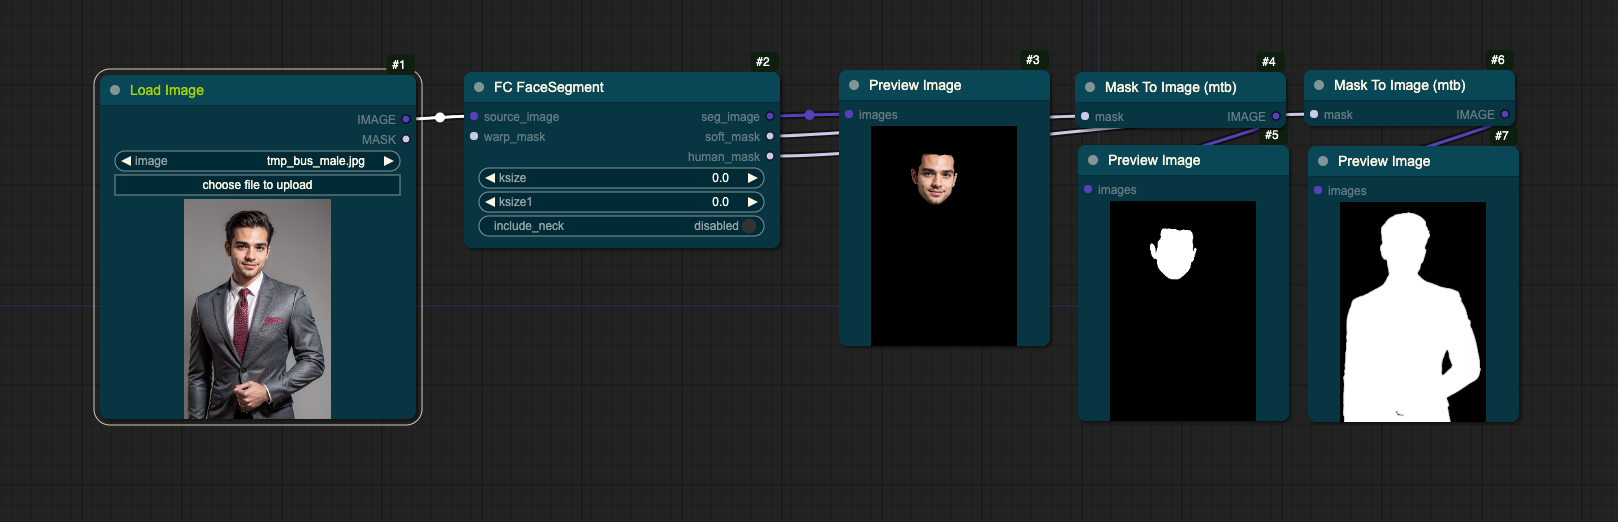 #1
Load Image
IMAGE
MASK
image tmp_bus_male.jpg
choose file to upload
#2
FC FaceSegment
source_image seg_image
warp_mask soft_mask
human_mask
ksize 0.0
ksize1 0.0
include_neck disabled
#3
Preview Image
images
#4
Mask To Image (mtb)
mask IMAGE
#5
Preview Image
images
#6
Mask To Image (mtb)
mask IMAGE
#7
Preview Image
images